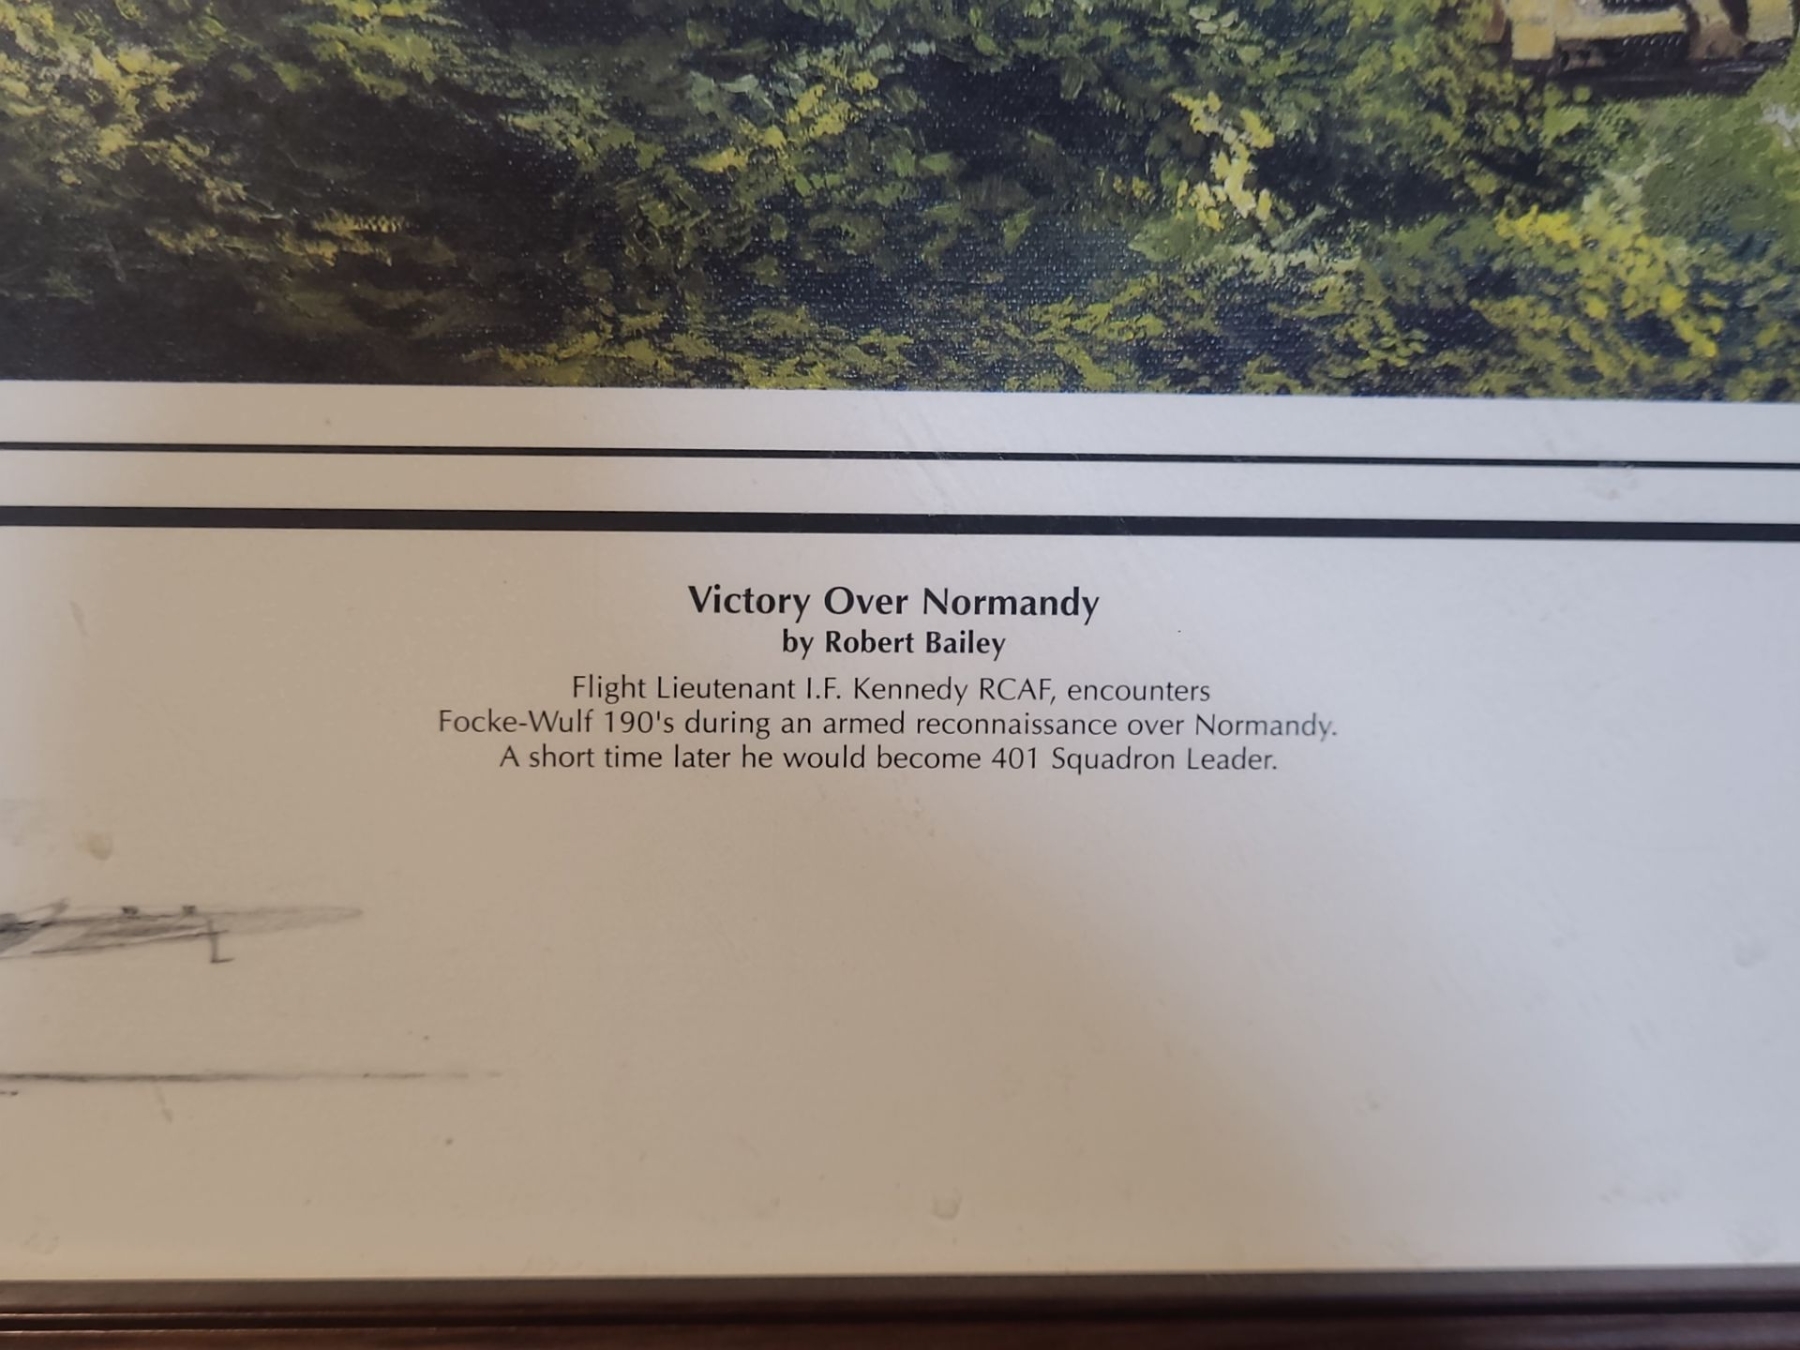 Victory Over Normandy
by Robert Bailey
Flight Lieutenant I.F. Kennedy RCAF, encounters
Focke-Wulf 190's during an armed reconnaissance over Normandy.
A short time later he would become 401 Squadron Leader.